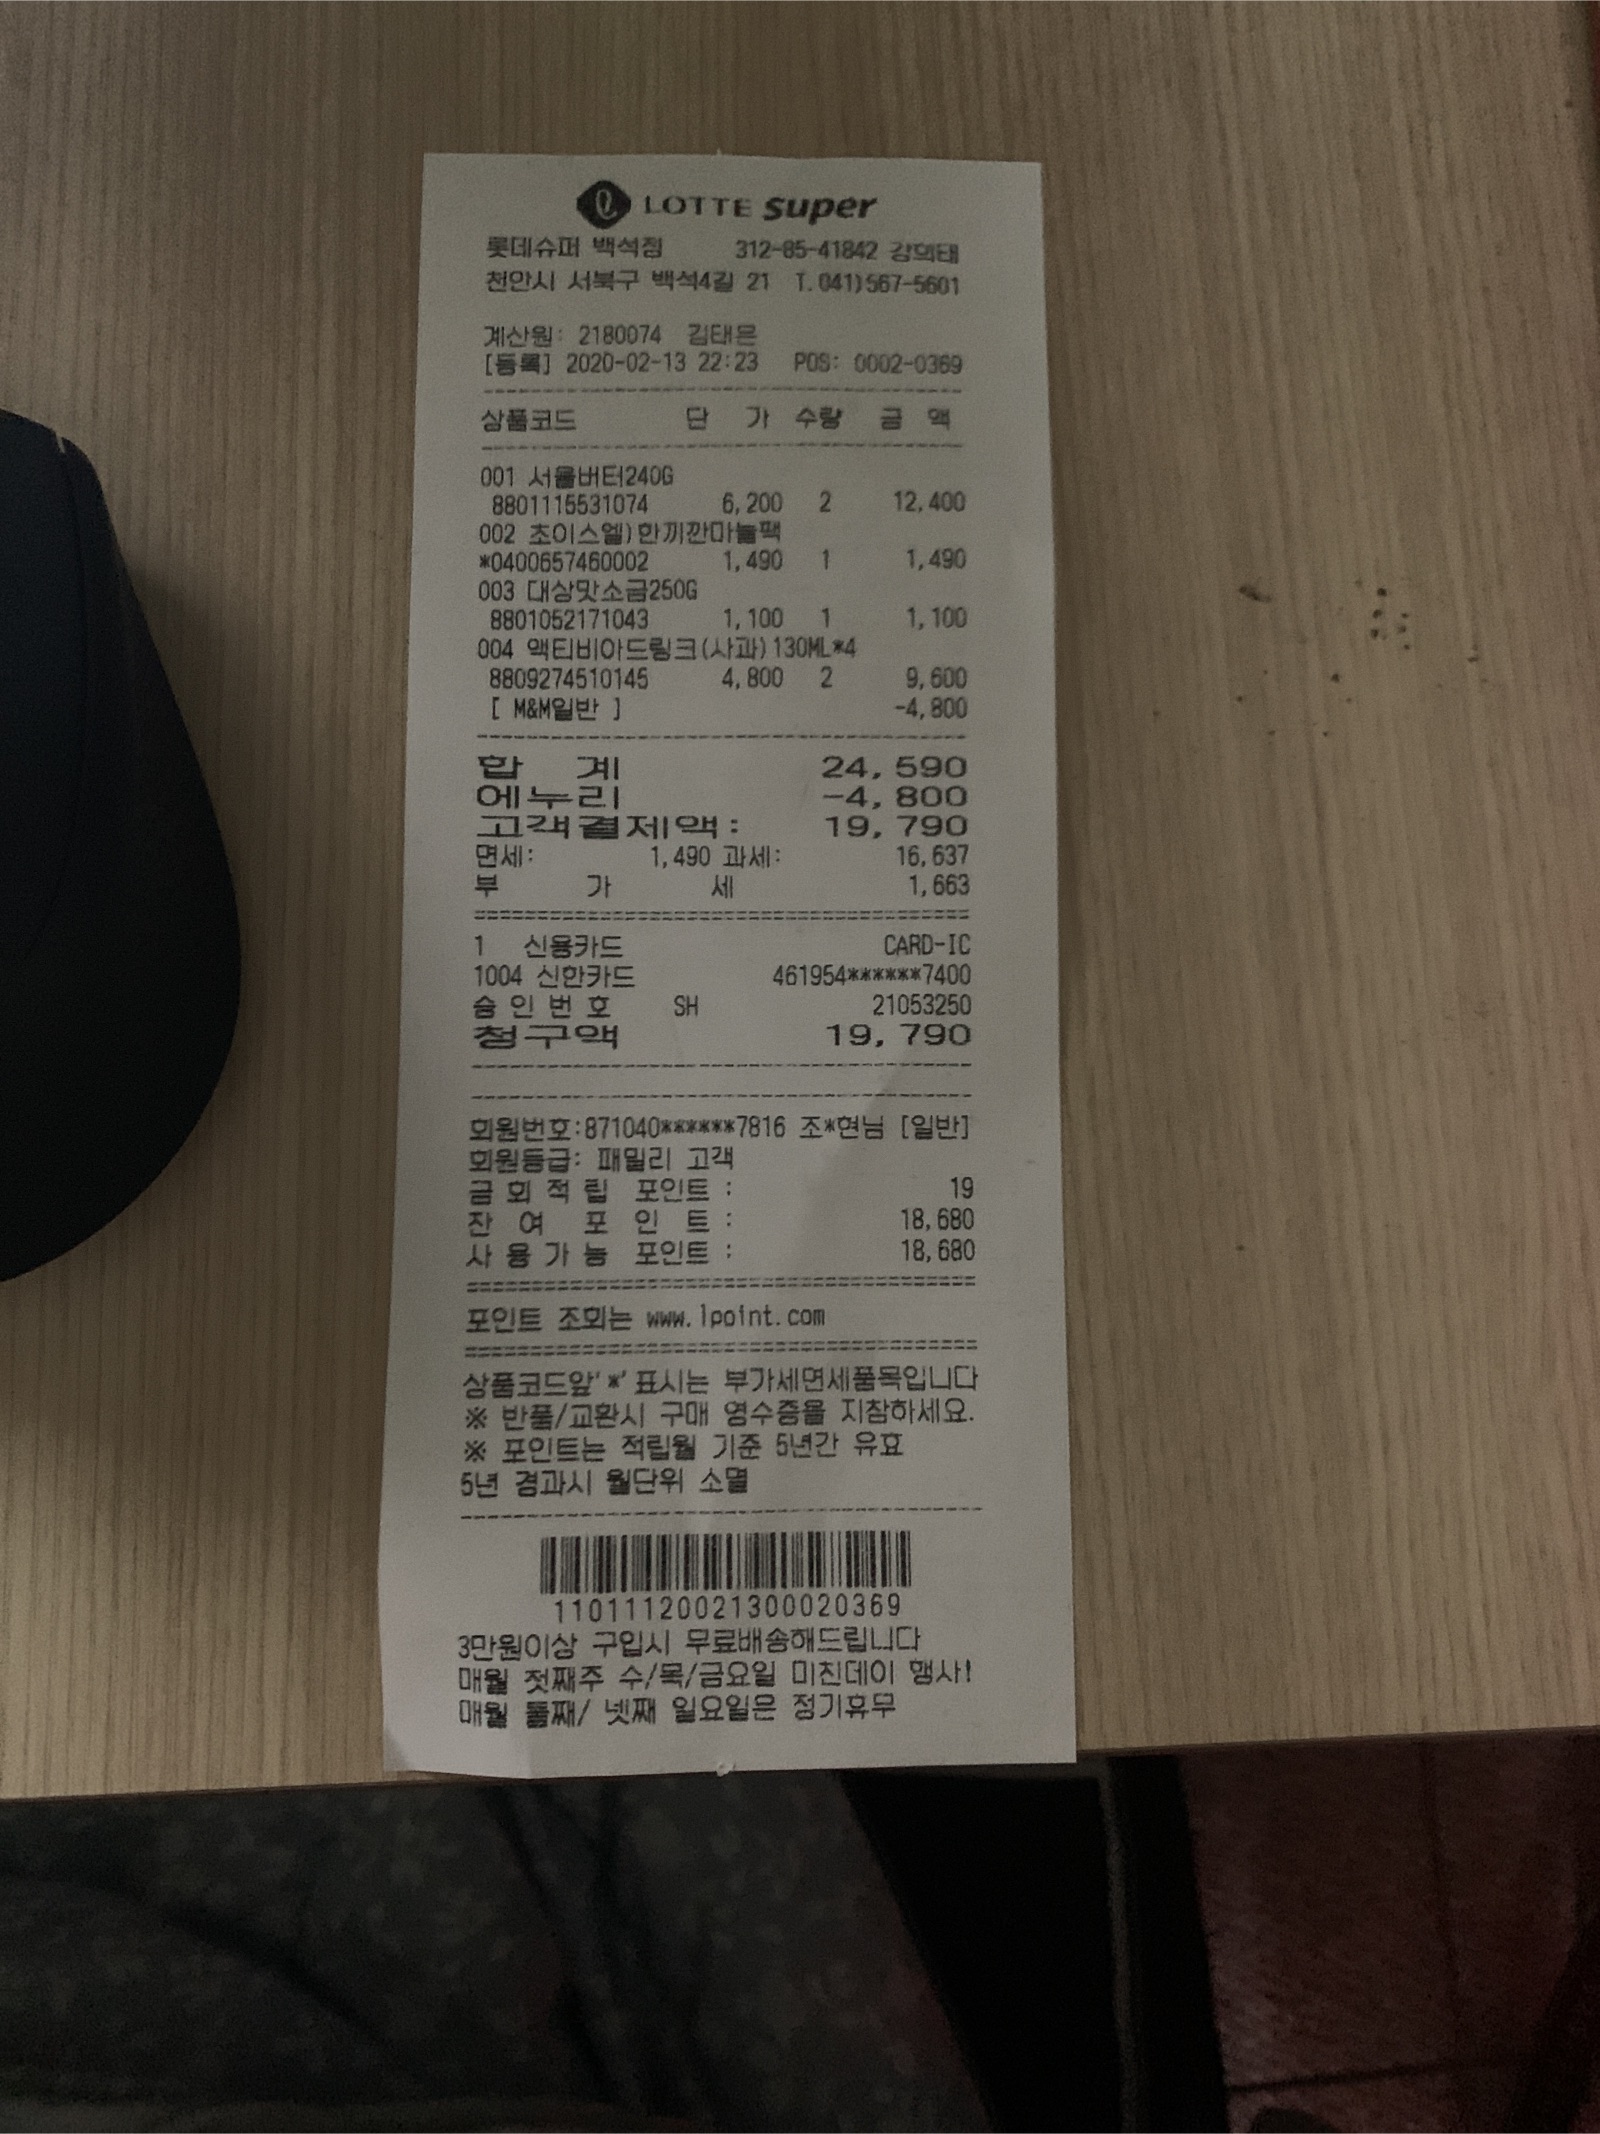 LOTTE super
롯데슈퍼 백석점 312-85-41842 강희태
천안시 서북구 백석4길 21 T.041)567-5601
계산원: 2180074 김태은
[등록] 2020-02-13 22:23 POS: 0002-0369
상품코드 단 가 수량 금 액
001 서울버터240G
8801115531074 6,200 2 12,400
002 초이스엘)한끼깐마늘팩
*0400657460002 1,490 1 1,490
003 대상맛소금250G
8801052171043 1,100 1 1,100
004 액티비아드링크(사과)130ML*4
8809274510145 4,800 2 9,600
[ M&M일반 ] -4,800
합 계 24,590
에누리 -4,800
고객결제액: 19,790
면세: 1,490 과세: 16,637
부 가 세 1,663
1 신용카드 CARD-IC
1004 신한카드 461954******7400
승 인 번 호 SH 21053250
청구액 19,790
회원번호:871040******7816 조*현님 [일반]
회원등급: 패밀리 고객
금 회 적 립 포인트 : 19
잔 여 포 인 트 : 18,680
사 용 가 능 포인트 : 18,680
포인트 조회는 www.lpoint.com
상품코드앞'*'표시는 부가세면세품목입니다
※ 반품/교환시 구매 영수증을 지참하세요.
※ 포인트는 적립월 기준 5년간 유효
5년 경과시 월단위 소멸
11011120021300020369
3만원이상 구입시 무료배송해드립니다
매월 첫째주 수/목/금요일 미친데이 행사!
매월 둘째/ 넷째 일요일은 정기휴무